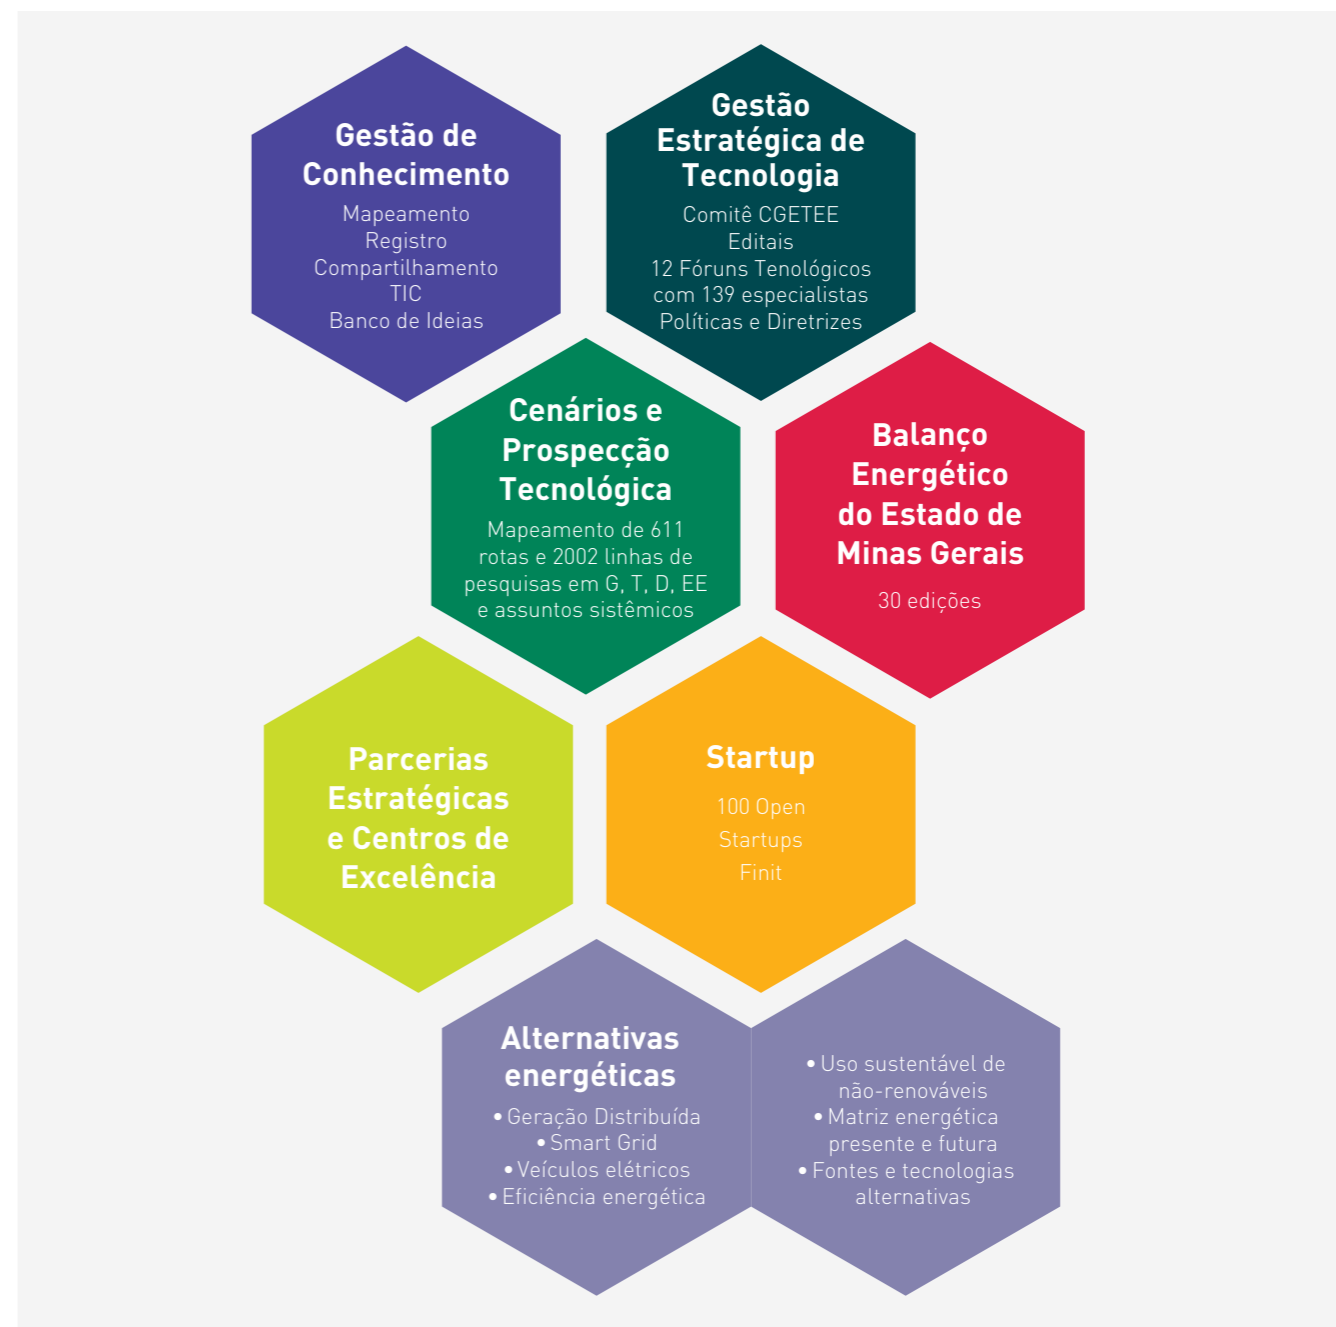 Gestão de
Conhecimento
Mapeamento
Registro
Compartilhamento
TIC
Banco de Ideias
Gestão
Estratégica de
Tecnologia
Comitê CGETEE
Editais
12 Fóruns Tenológicos
com 139 especialistas
Políticas e Diretrizes
Cenários e
Prospecção
Tecnológica
Mapeamento de 611
rotas e 2002 linhas de
pesquisas em G, T, D, EE
e assuntos sistêmicos
Balanço
Energético
do Estado de
Minas Gerais
30 edições
Parcerias
Estratégicas
e Centros de
Excelência
Startup
100 Open
Startups
Finit
Alternativas
energéticas
• Geração Distribuída
• Smart Grid
• Veículos elétricos
• Eficiência energética
• Uso sustentável de
não-renováveis
• Matriz energética
presente e futura
• Fontes e tecnologias
alternativas